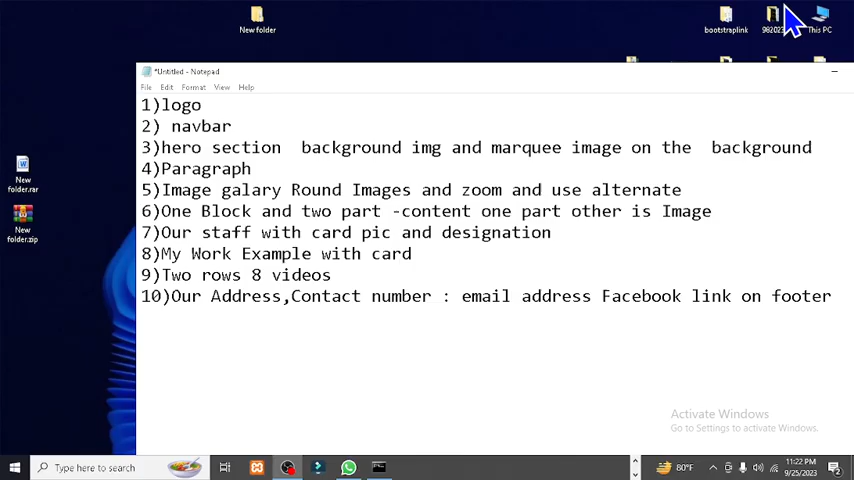 New folder
bootstraplink
982023
This PC
*Untitled - Notepad
File Edit Format View Help
1)logo
2) navbar
3)hero section  background img and marquee image on the  background
4)Paragraph
5)Image galary Round Images and zoom and use alternate
6)One Block and two part -content one part other is Image
7)Our staff with card pic and designation
8)My Work Example with card
9)Two rows 8 videos
10)Our Address,Contact number : email address Facebook link on footer
New
folder.rar
New
folder.zip
Activate Windows
Go to Settings to activate Windows.
Type here to search
80°F
11:22 PM
9/25/2023
2